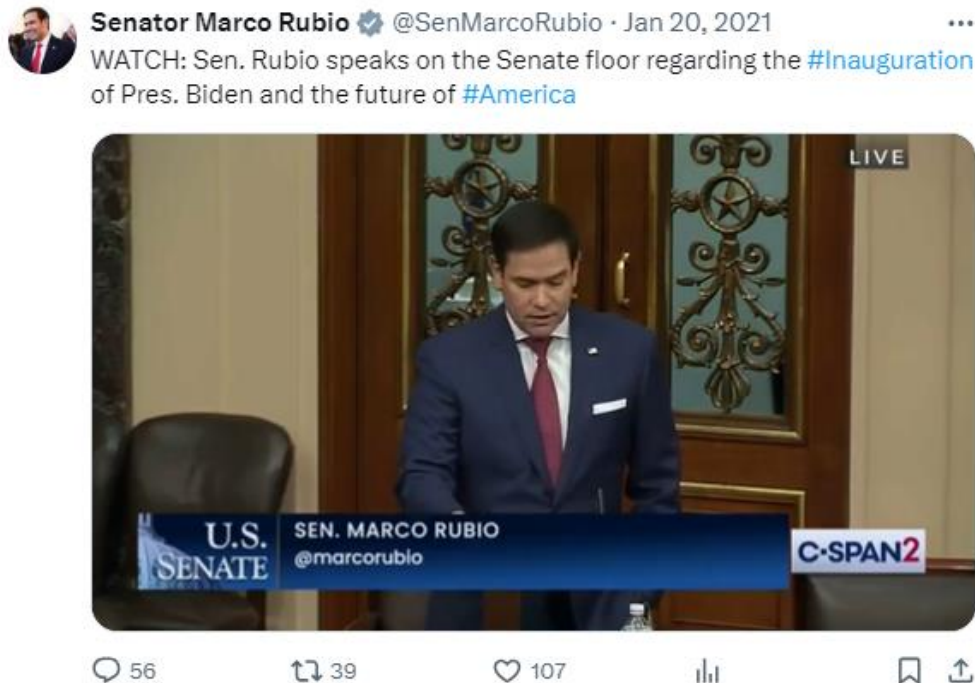 Senator Marco Rubio @SenMarcoRubio · Jan 20, 2021
WATCH: Sen. Rubio speaks on the Senate floor regarding the #Inauguration
of Pres. Biden and the future of #America
LIVE
U.S.
SENATE
SEN. MARCO RUBIO
@marcorubio
C-SPAN2
56 39 107